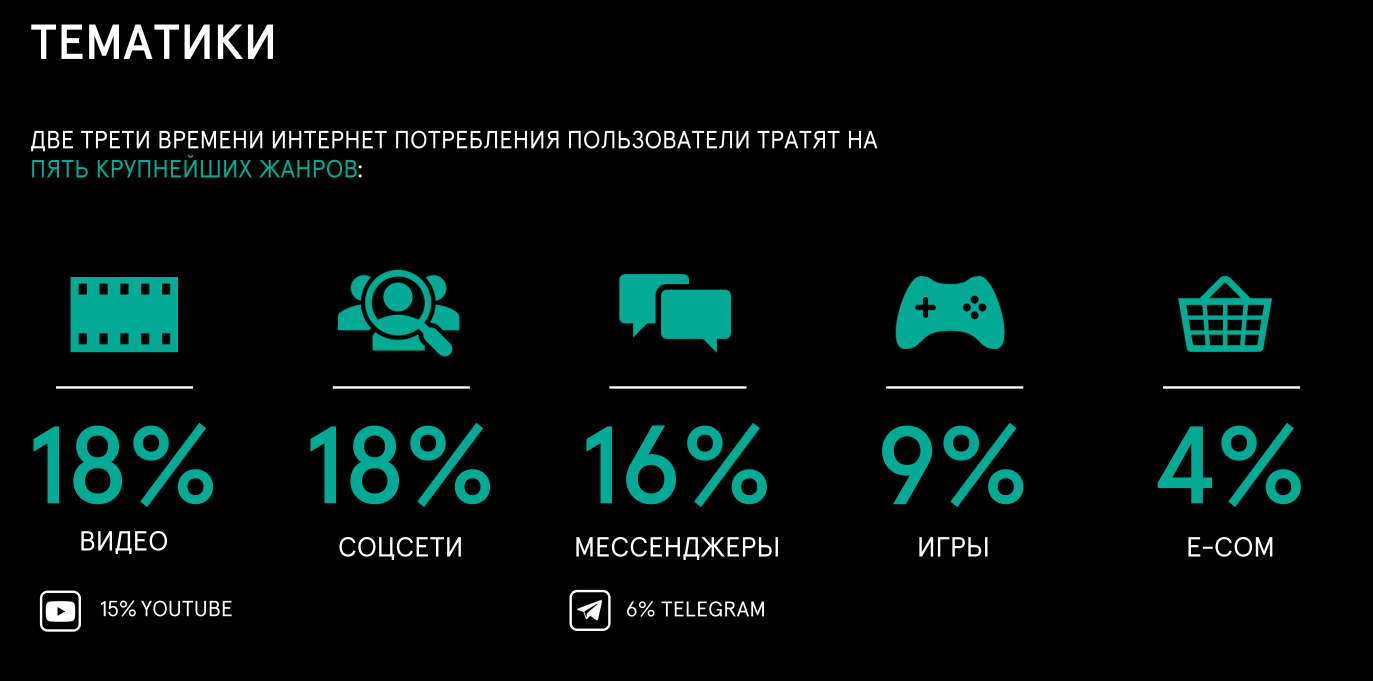 ТЕМАТИКИ
ДВЕ ТРЕТИ ВРЕМЕНИ ИНТЕРНЕТ ПОТРЕБЛЕНИЯ ПОЛЬЗОВАТЕЛИ ТРАТЯТ НА
ПЯТЬ КРУПНЕЙШИХ ЖАНРОВ:
18%
ВИДЕО
15% YOUTUBE
18%
СОЦСЕТИ
16%
МЕССЕНДЖЕРЫ
6% TELEGRAM
9%
ИГРЫ
4%
E-COM